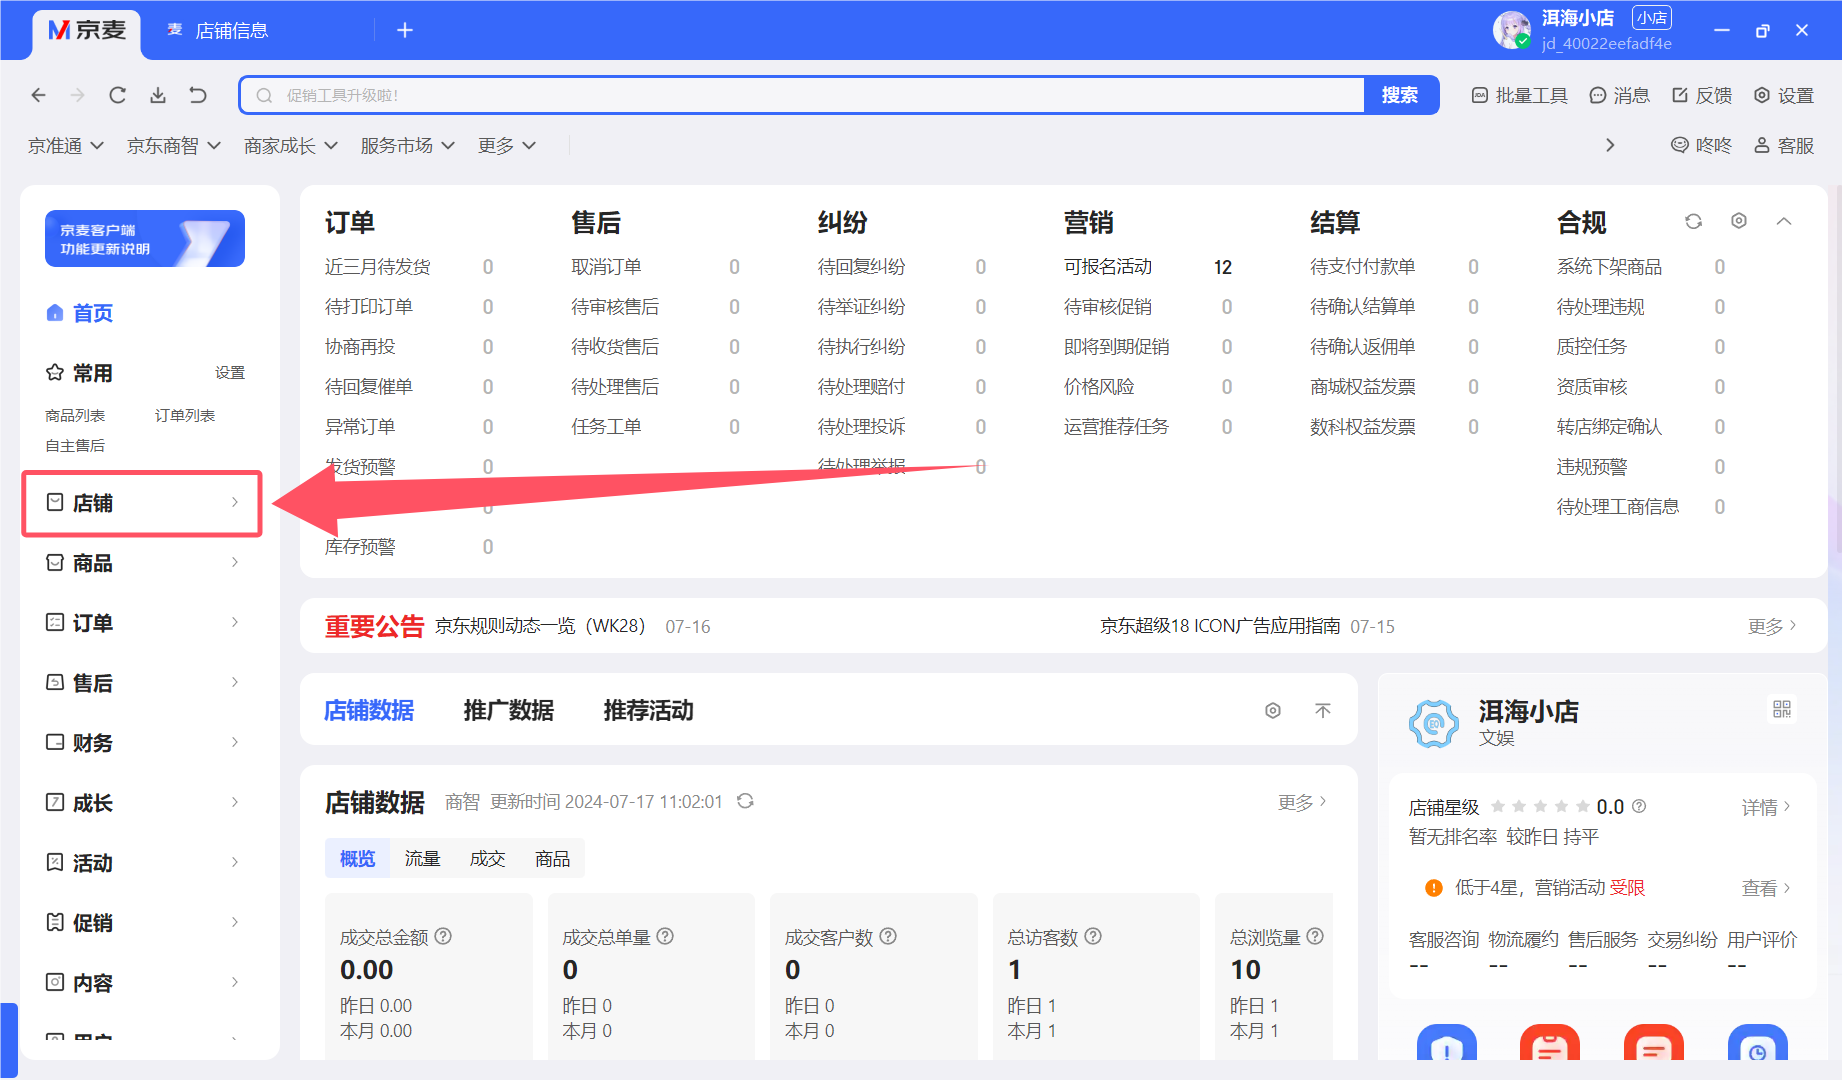 京麦
麦 店铺信息
洱海小店 小店
jd_40022eefadf4e
促销工具升级啦!
搜索
批量工具
消息
反馈
设置
京准通
京东商智
商家成长
服务市场
更多
咚咚
客服
京麦客户端
功能更新说明
首页
常用
设置
商品列表
订单列表
自主售后
店铺
商品
订单
售后
财务
成长
活动
促销
内容
用户
订单
近三月待发货 0
待打印订单 0
协商再投 0
待回复催单 0
异常订单 0
发货预警 0
0
库存预警 0
售后
取消订单 0
待审核售后 0
待收货售后 0
待处理售后 0
任务工单 0
纠纷
待回复纠纷 0
待举证纠纷 0
待执行纠纷 0
待处理赔付 0
待处理投诉 0
待处理举报 0
营销
可报名活动 12
待审核促销 0
即将到期促销 0
价格风险 0
运营推荐任务 0
结算
待支付付款单 0
待确认结算单 0
待确认返佣单 0
商城权益发票 0
数科权益发票 0
合规
系统下架商品 0
待处理违规 0
质控任务 0
资质审核 0
转店绑定确认 0
违规预警 0
待处理工商信息 0
重要公告 京东规则动态一览（WK28） 07-16
京东超级18 ICON广告应用指南 07-15
更多
店铺数据
推广数据
推荐活动
店铺数据 商智 更新时间 2024-07-17 11:02:01
更多
概览
流量
成交
商品
成交总金额
0.00
昨日 0.00
本月 0.00
成交总单量
0
昨日 0
本月 0
成交客户数
0
昨日 0
本月 0
总访客数
1
昨日 1
本月 1
总浏览量
10
昨日 1
本月 1
洱海小店
文娱
店铺星级 0.0
详情
暂无排名率 较昨日 持平
低于4星，营销活动 受限
查看
客服咨询 物流履约 售后服务 交易纠纷 用户评价
-- -- -- -- --